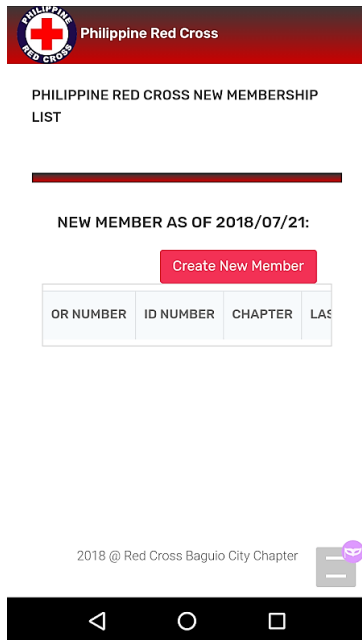 PHILIPPINE
RED CROSS
Philippine Red Cross
PHILIPPINE RED CROSS NEW MEMBERSHIP
LIST
NEW MEMBER AS OF 2018/07/21:
Create New Member
OR NUMBER ID NUMBER CHAPTER LAS
2018 @ Red Cross Baguio City Chapter